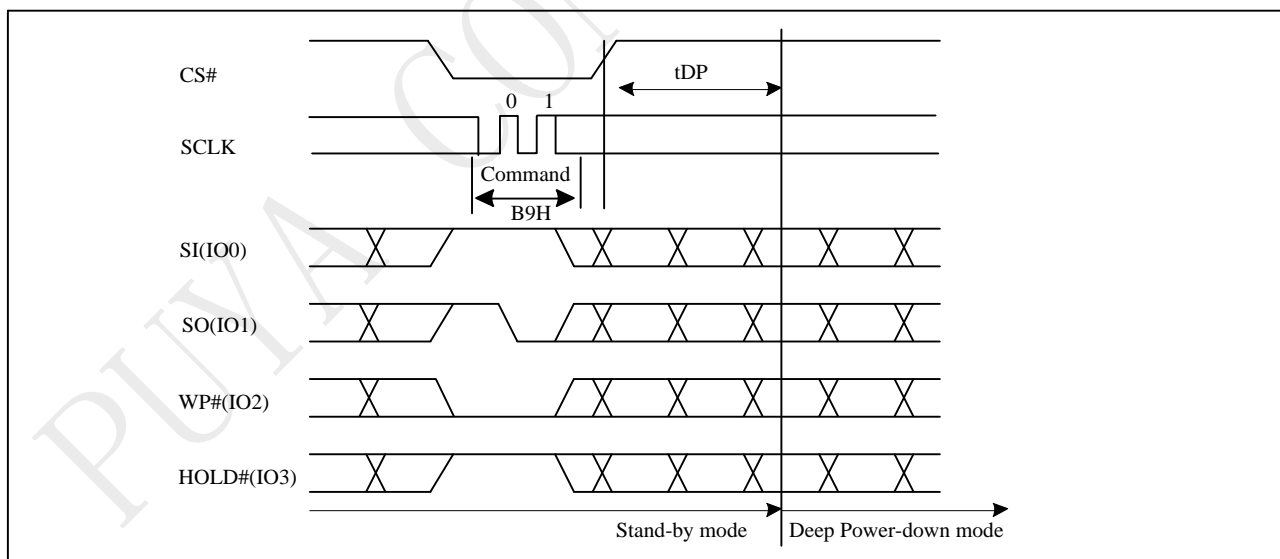 CS#
tDP
0 1
SCLK
Command
B9H
SI(IO0)
SO(IO1)
WP#(IO2)
HOLD#(IO3)
Stand-by mode Deep Power-down mode
PUYA